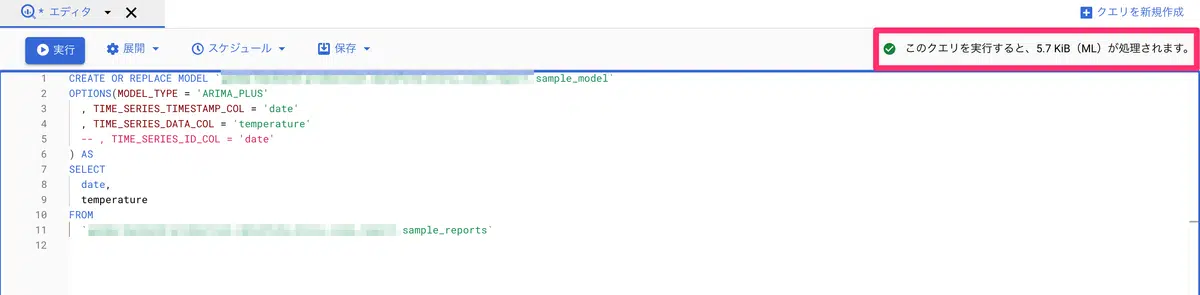 * エディタ
クエリを新規作成
実行
展開
スケジュール
保存
このクエリを実行すると、5.7 KiB（ML）が処理されます。
1 CREATE OR REPLACE MODEL ` sample_model`
2 OPTIONS(MODEL_TYPE = 'ARIMA_PLUS'
3 , TIME_SERIES_TIMESTAMP_COL = 'date'
4 , TIME_SERIES_DATA_COL = 'temperature'
5 -- , TIME_SERIES_ID_COL = 'date'
6 ) AS
7 SELECT
8 date,
9 temperature
10 FROM
11 ` sample_reports`
12